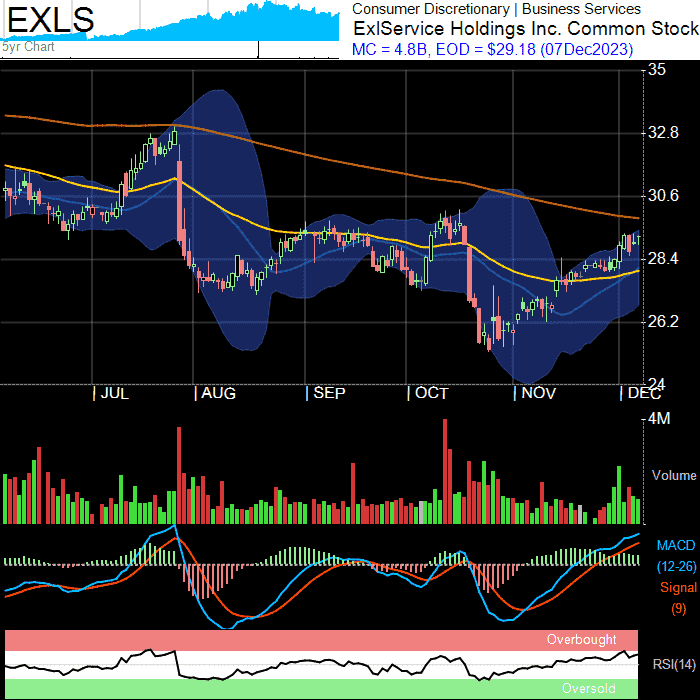 EXLS
5yr Chart
Consumer Discretionary | Business Services
ExlService Holdings Inc. Common Stock
MC = 4.8B, EOD = $29.18 (07Dec2023)
35
32.8
30.6
28.4
26.2
24
| JUL | AUG | SEP | OCT | NOV | DEC
4M
Volume
MACD
(12-26)
Signal
(9)
Overbought
RSI(14)
Oversold